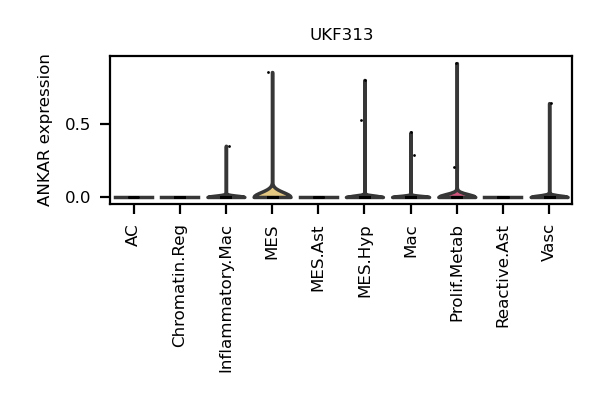 UKF313
ANKAR expression
0.5
0.0
AC
Chromatin.Reg
Inflammatory.Mac
MES
MES.Ast
MES.Hyp
Mac
Prolif.Metab
Reactive.Ast
Vasc